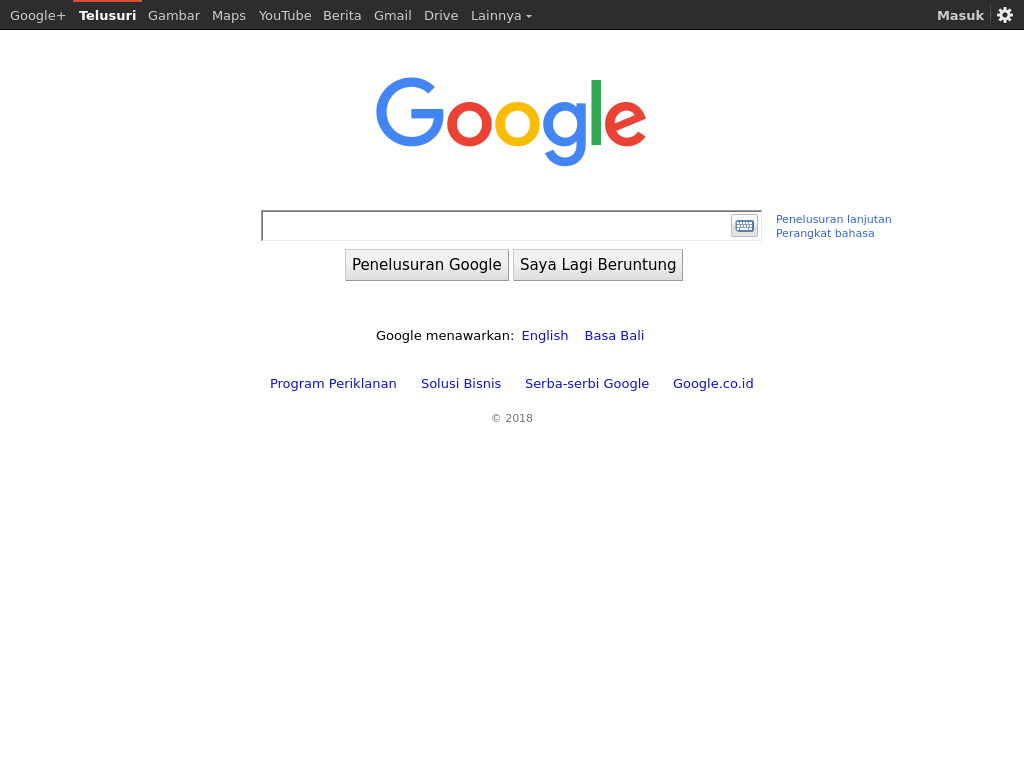 Google+ Telusuri Gambar Maps YouTube Berita Gmail Drive Lainnya Masuk
Google
Penelusuran lanjutan
Perangkat bahasa
Penelusuran Google Saya Lagi Beruntung
Google menawarkan: English Basa Bali
Program Periklanan Solusi Bisnis Serba-serbi Google Google.co.id
© 2018